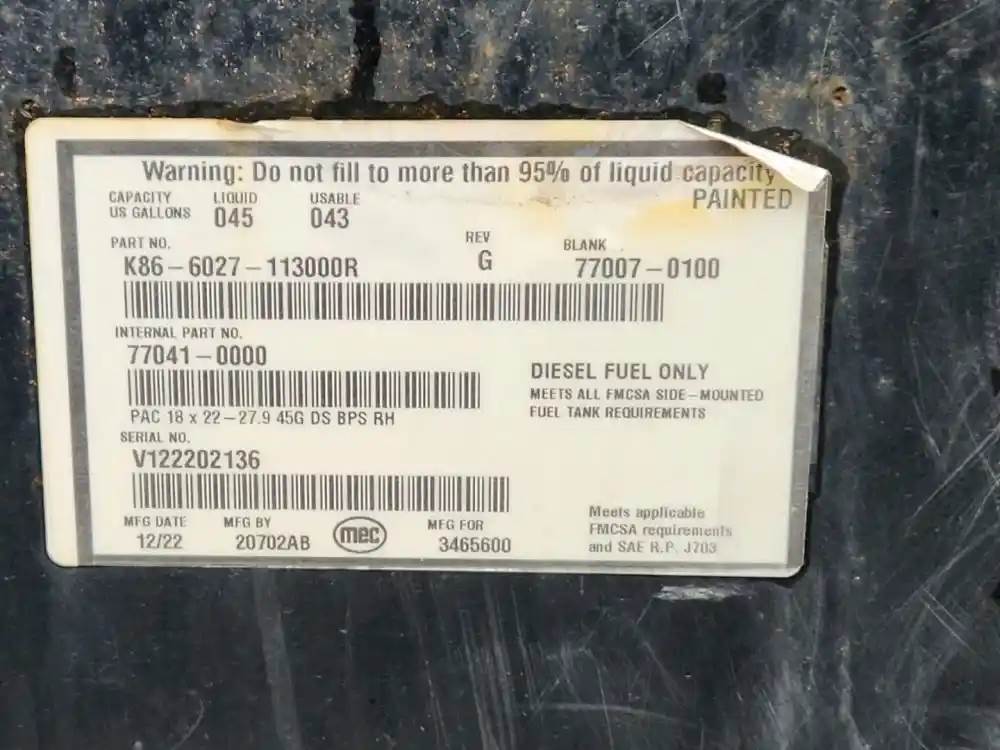 Warning: Do not fill to more than 95% of liquid capacity
PAINTED
CAPACITY US GALLONS
LIQUID 045
USABLE 043
PART NO. REV BLANK
K86-6027-113000R G 77007-0100
INTERNAL PART NO.
77041-0000
PAC 18 x 22-27.9 45G DS BPS RH
DIESEL FUEL ONLY
MEETS ALL FMCSA SIDE-MOUNTED
FUEL TANK REQUIREMENTS
SERIAL NO.
V122202136
MFG DATE MFG BY mec MFG FOR
12/22 20702AB 3465600
Meets applicable
FMCSA requirements
and SAE R.P. J703